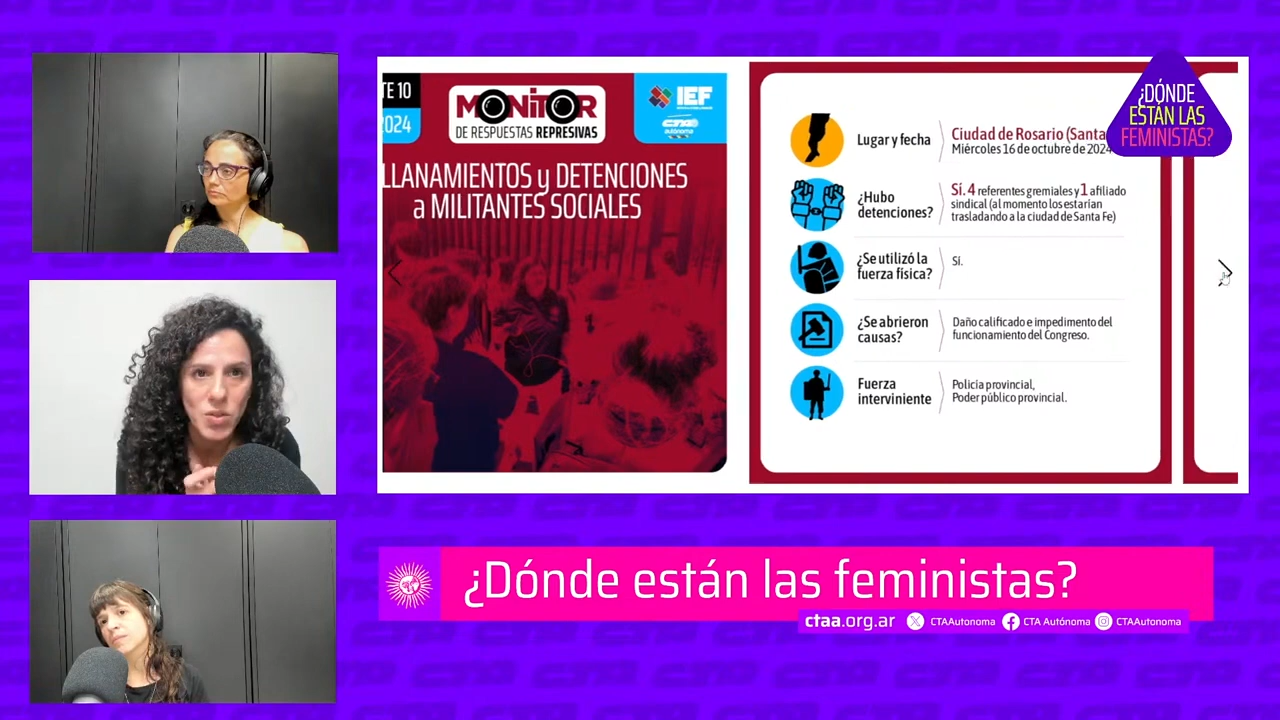 TE 10
2024
MONITOR
DE RESPUESTAS REPRESIVAS
IEF
CTA
autónoma
LLANAMIENTOS y DETENCIONES
a MILITANTES SOCIALES
Lugar y fecha
Ciudad de Rosario (Santa
Miércoles 16 de octubre de 2024
¿Hubo
detenciones?
Sí. 4 referentes gremiales y 1 afiliado
sindical (al momento los estarían
trasladando a la ciudad de Santa Fe)
¿Se utilizó la
fuerza física?
Sí.
¿Se abrieron
causas?
Daño calificado e impedimento del
funcionamiento del Congreso.
Fuerza
interviniente
Policia provincial,
Poder público provincial.
¿DÓNDE
ESTÁN LAS
FEMINISTAS?
¿Dónde están las feministas?
ctaa.org.ar CTAAutonoma CTA Autónoma CTAAutonoma